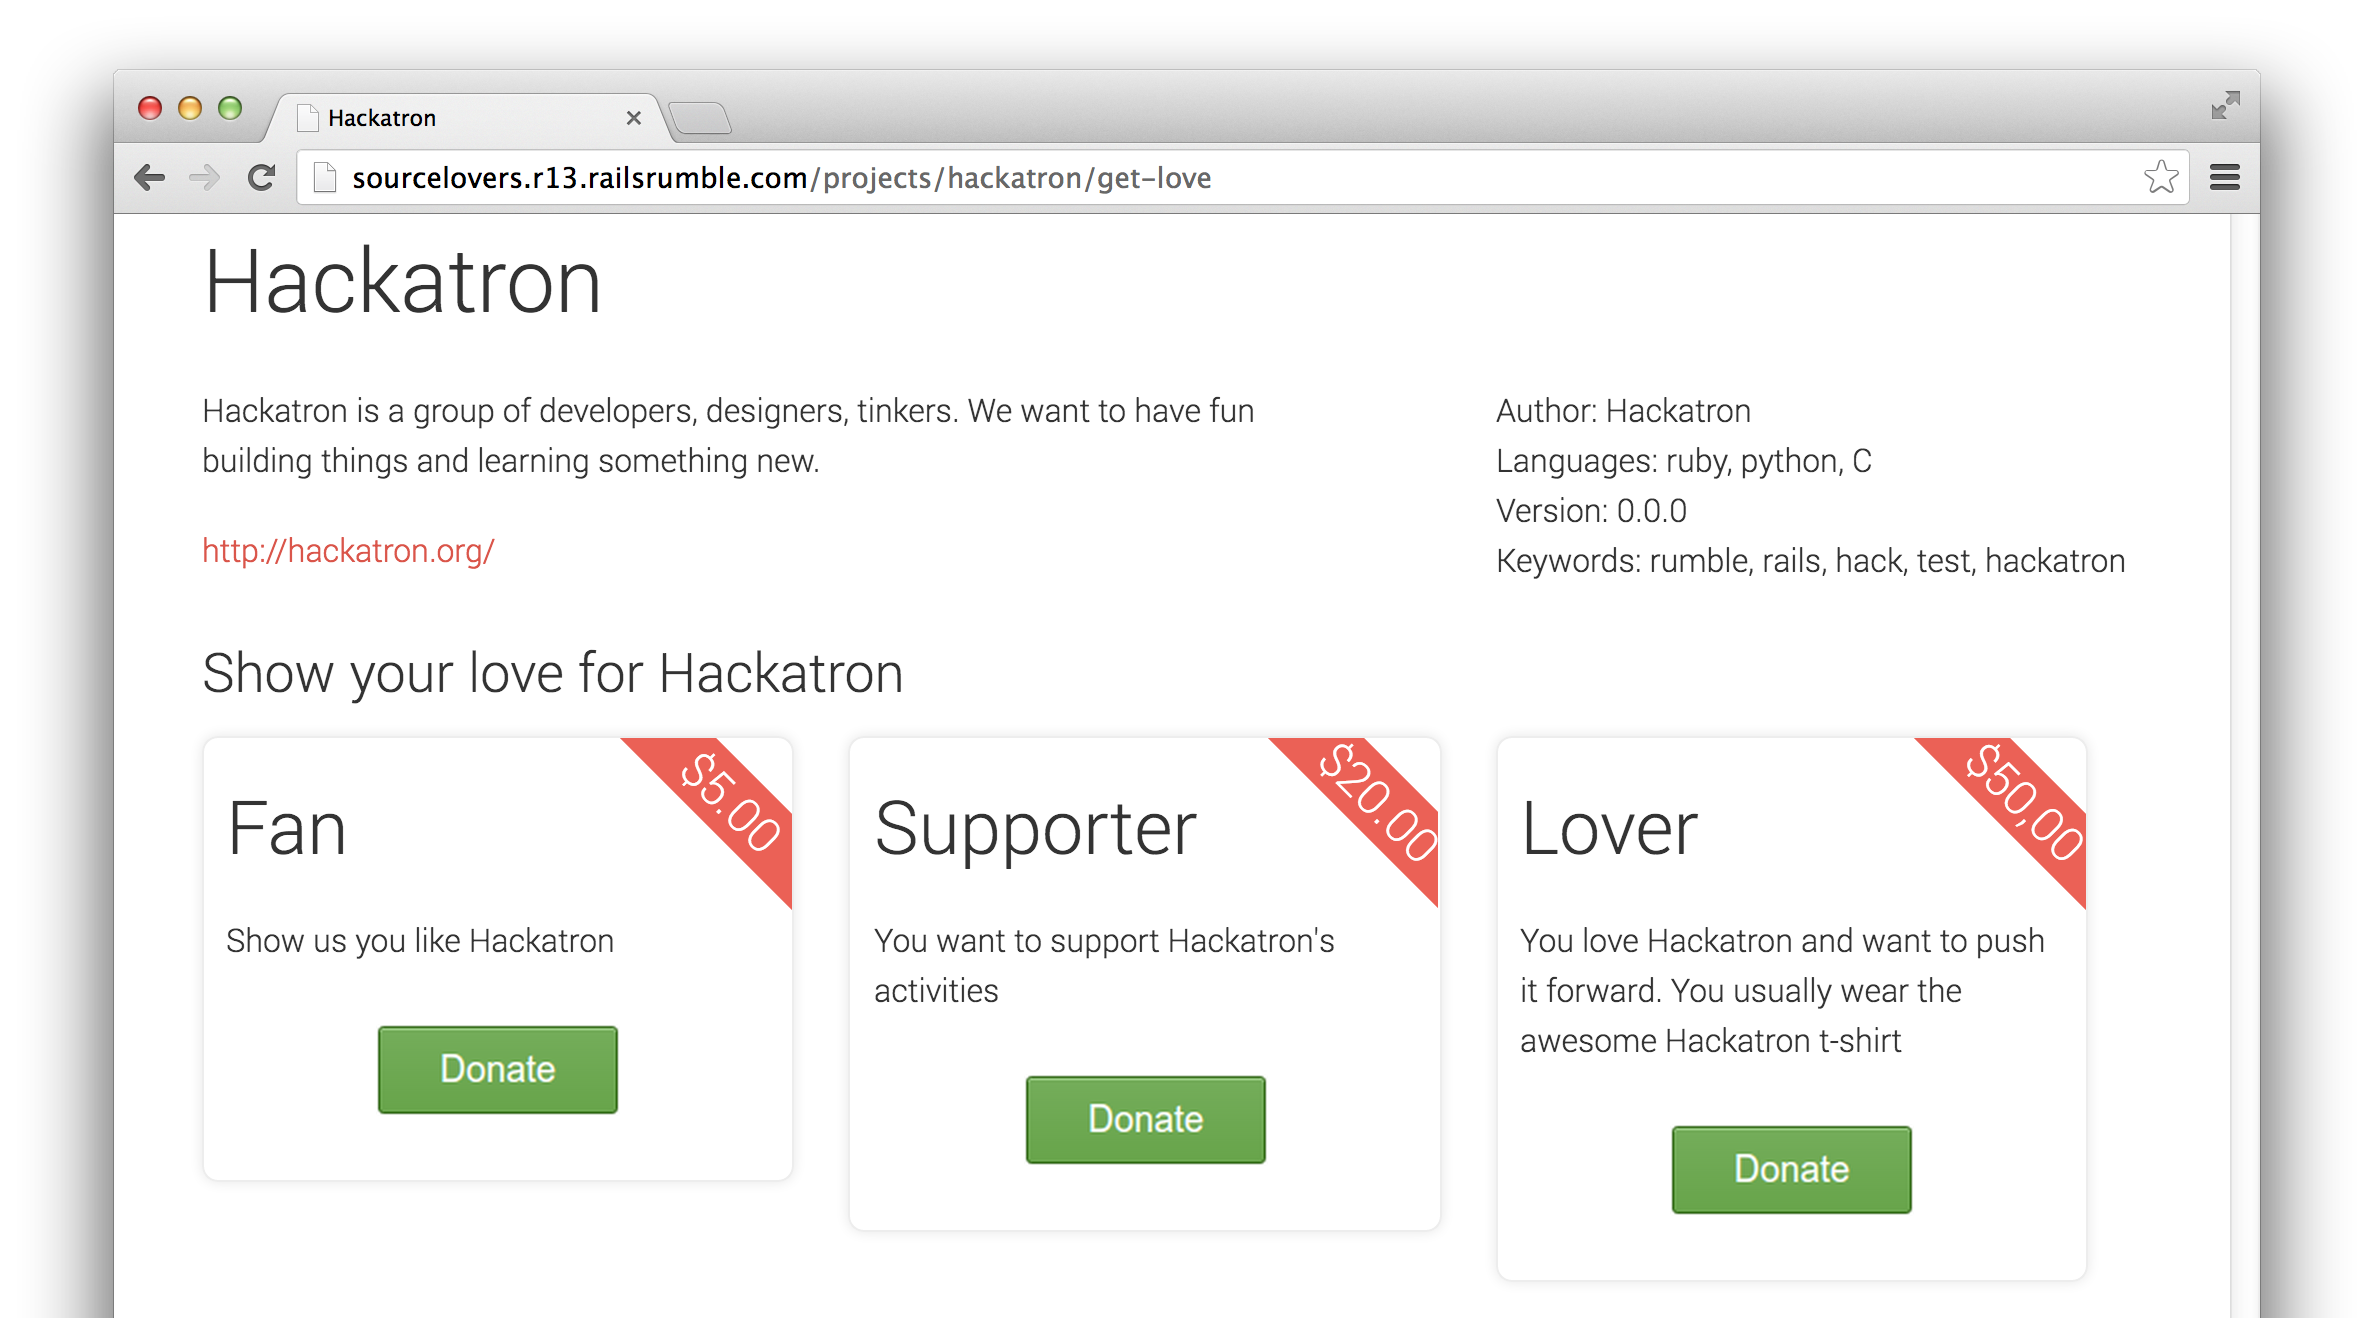 Hackatron
sourcelovers.r13.railsrumble.com/projects/hackatron/get-love
Hackatron
Hackatron is a group of developers, designers, tinkers. We want to have fun
building things and learning something new.
http://hackatron.org/
Author: Hackatron
Languages: ruby, python, C
Version: 0.0.0
Keywords: rumble, rails, hack, test, hackatron
Show your love for Hackatron
$5.00
Fan
Show us you like Hackatron
Donate
$20.00
Supporter
You want to support Hackatron's
activities
Donate
$50,00
Lover
You love Hackatron and want to push
it forward. You usually wear the
awesome Hackatron t-shirt
Donate